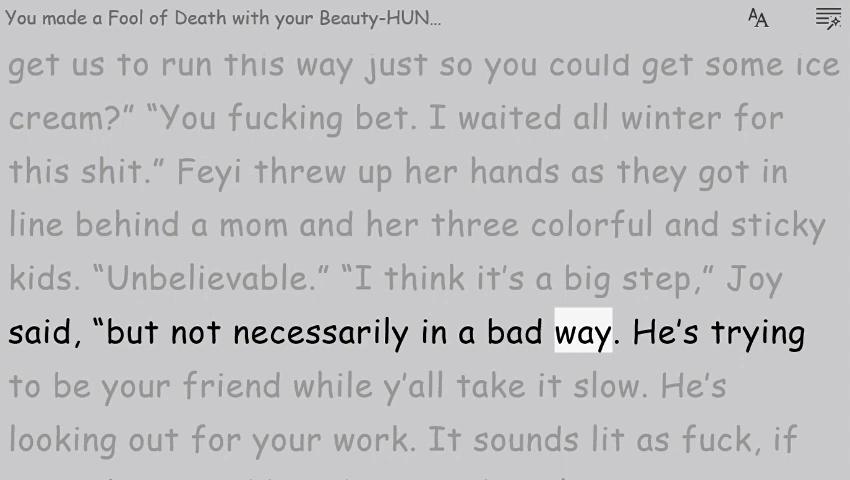 You made a Fool of Death with your Beauty-HUN...
get us to run this way just so you could get some ice
cream?” “You fucking bet. I waited all winter for
this shit.” Feyi threw up her hands as they got in
line behind a mom and her three colorful and sticky
kids. “Unbelievable.” “I think it’s a big step,” Joy
said, “but not necessarily in a bad way. He’s trying
to be your friend while y’all take it slow. He’s
looking out for your work. It sounds lit as fuck, if